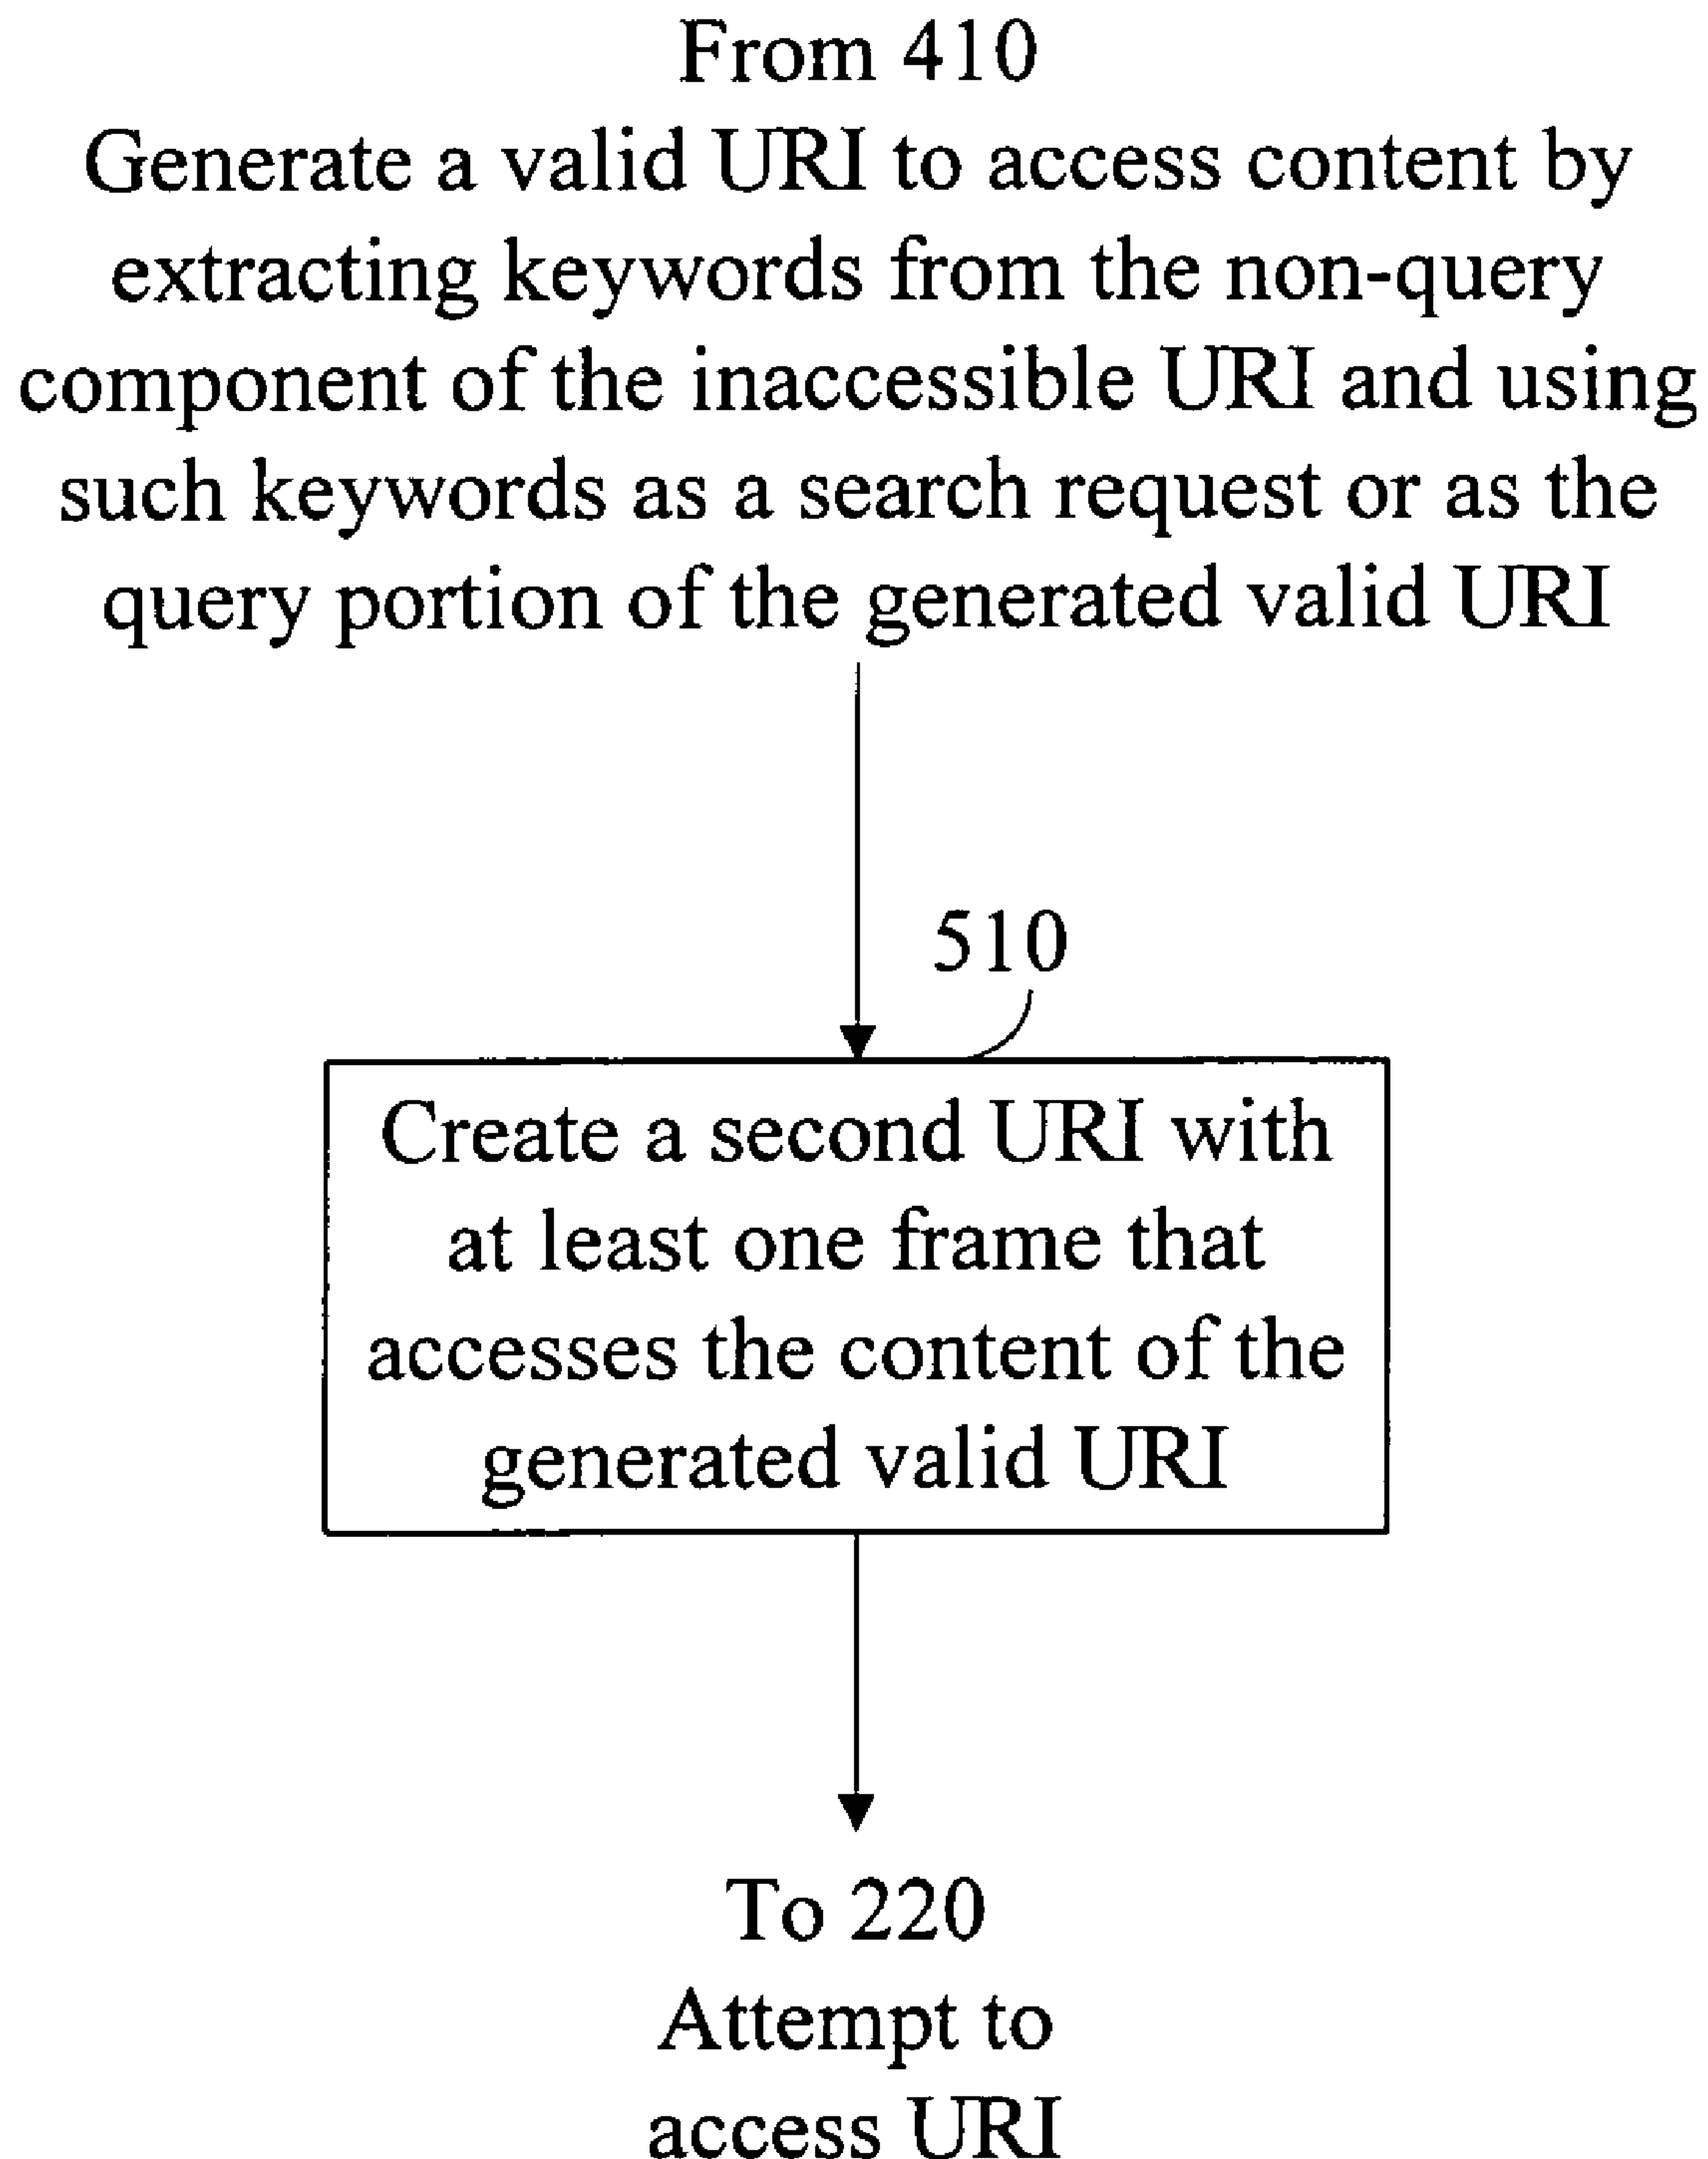 From 410
Generate a valid URI to access content by
extracting keywords from the non-query
component of the inaccessible URI and using
such keywords as a search request or as the
query portion of the generated valid URI
510
Create a second URI with
at least one frame that
accesses the content of the
generated valid URI
To 220
Attempt to
access URI